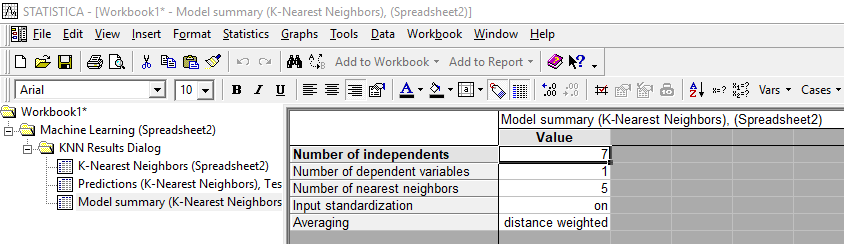 STATISTICA - [Workbook1* - Model summary (K-Nearest Neighbors), (Spreadsheet2)]
File Edit View Insert Format Statistics Graphs Tools Data Workbook Window Help
Add to Workbook Add to Report
Arial 10 B I U A Vars Cases
Workbook1*
Machine Learning (Spreadsheet2)
KNN Results Dialog
K-Nearest Neighbors (Spreadsheet2)
Predictions (K-Nearest Neighbors), Tes
Model summary (K-Nearest Neighbors
Model summary (K-Nearest Neighbors), (Spreadsheet2)
Value
Number of independents 7
Number of dependent variables 1
Number of nearest neighbors 5
Input standardization on
Averaging distance weighted